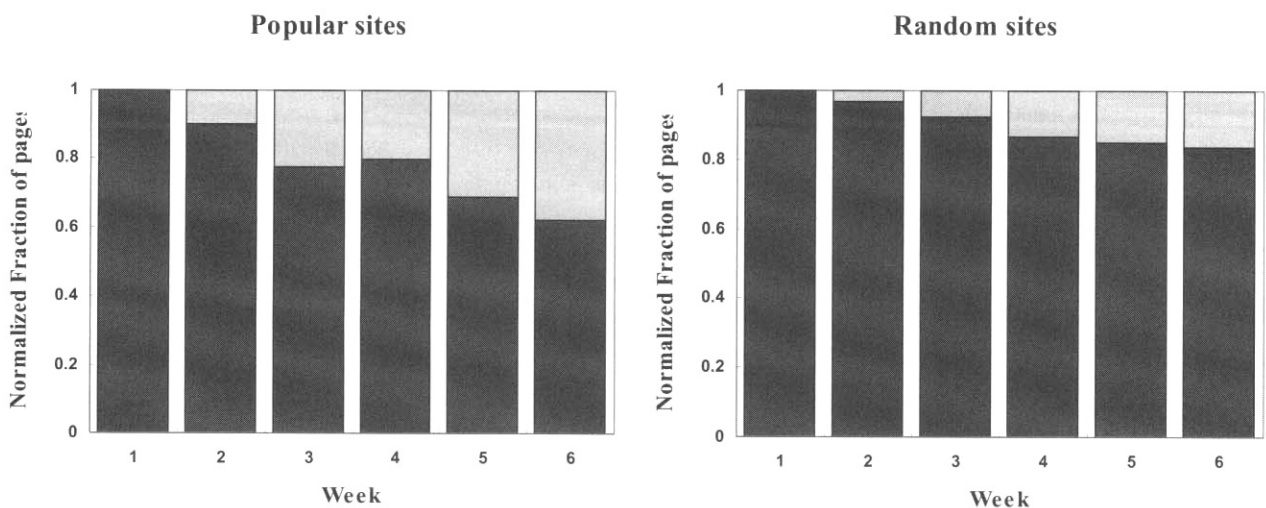 Popular sites
Normalized Fraction of pages
1
0.8
0.6
0.4
0.2
0
1 2 3 4 5 6
Week
Random sites
Normalized Fraction of pages
1
0.8
0.6
0.4
0.2
0
1 2 3 4 5 6
Week